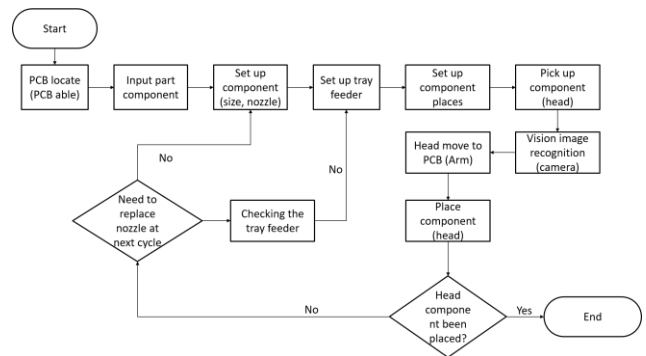 Start
PCB locate
(PCB able)
Input part
component
Set up
component
(size, nozzle)
Set up tray
feeder
Set up
component
places
Pick up
component
(head)
Vision image
recognition
(camera)
Head move to
PCB (Arm)
Place
component
(head)
No
Need to
replace
nozzle at
next cycle
Checking the
tray feeder
No
Head
compone
nt been
placed?
No
Yes
End